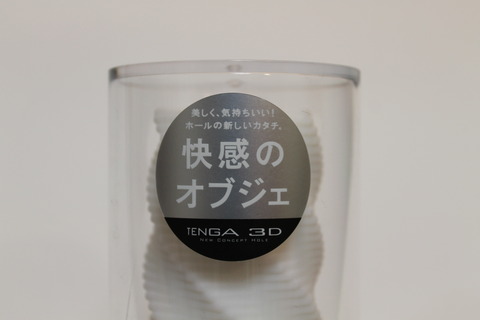 美しく、気持ちいい!
ホールの新しいカタチ。
快感の
オブジェ
TENGA 3D
NEW CONCEPT HOLE